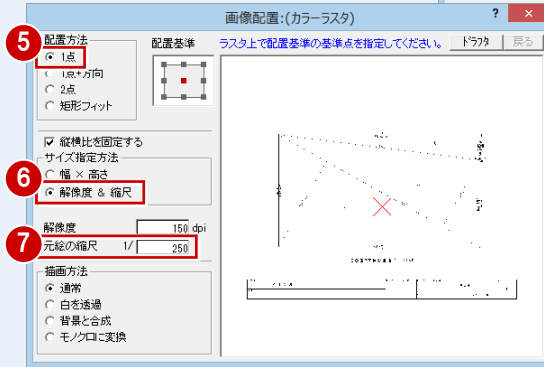 画像配置:(カラーラスタ)
? ×
5
配置方法
配置基準
ラスタ上で配置基準の基準点を指定してください。
ﾄﾞﾗﾌﾀ
戻る
1点
1点+方向
2点
矩形フィット
縦横比を固定する
サイズ指定方法
6
幅 × 高さ
解像度 & 縮尺
解像度 150 dpi
7
元絵の縮尺 1/ 250
描画方法
通常
白を透過
背景と合成
モノクロに変換